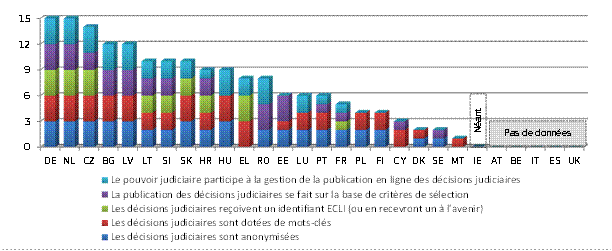 15
12
9
6
3
0
Néant
Pas de données
DE NL CZ BG LV LT SI SK HR HU EL RO EE LU PT FR PL FI CY DK SE MT IE AT BE IT ES UK
Le pouvoir judiciaire participe à la gestion de la publication en ligne des décisions judiciaires
La publication des décisions judiciaires se fait sur la base de critères de sélection
Les décisions judiciaires reçoivent un identifiant ECLI (ou en recevront un à l'avenir)
Les décisions judiciaires sont dotées de mots-clés
Les décisions judiciaires sont anonymisées